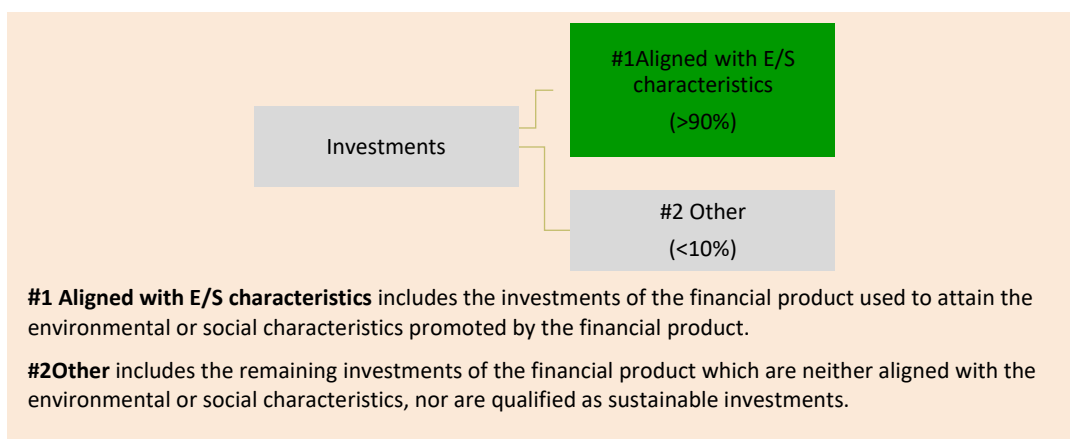 #1Aligned with E/S
characteristics
(>90%)
Investments
#2 Other
(<10%)
#1 Aligned with E/S characteristics includes the investments of the financial product used to attain the
environmental or social characteristics promoted by the financial product.
#2Other includes the remaining investments of the financial product which are neither aligned with the
environmental or social characteristics, nor are qualified as sustainable investments.